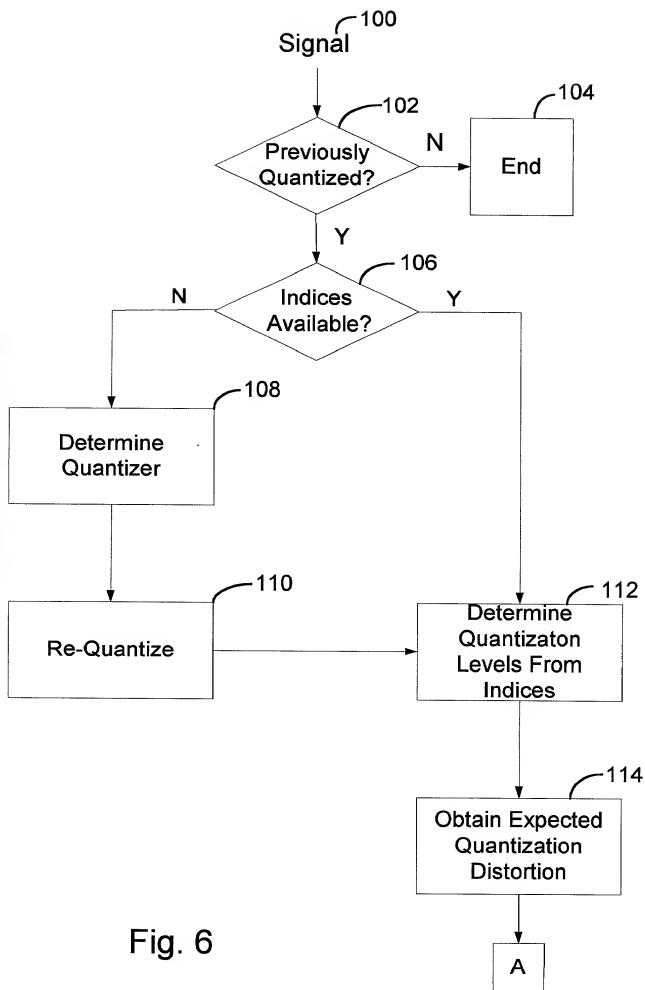 100
Signal
102
104
Previously
Quantized?
N
End
Y
106
Indices
Available?
N
Y
108
Determine
Quantizer
110
Re-Quantize
112
Determine
Quantizaton
Levels From
Indices
114
Obtain Expected
Quantization
Distortion
Fig. 6
A